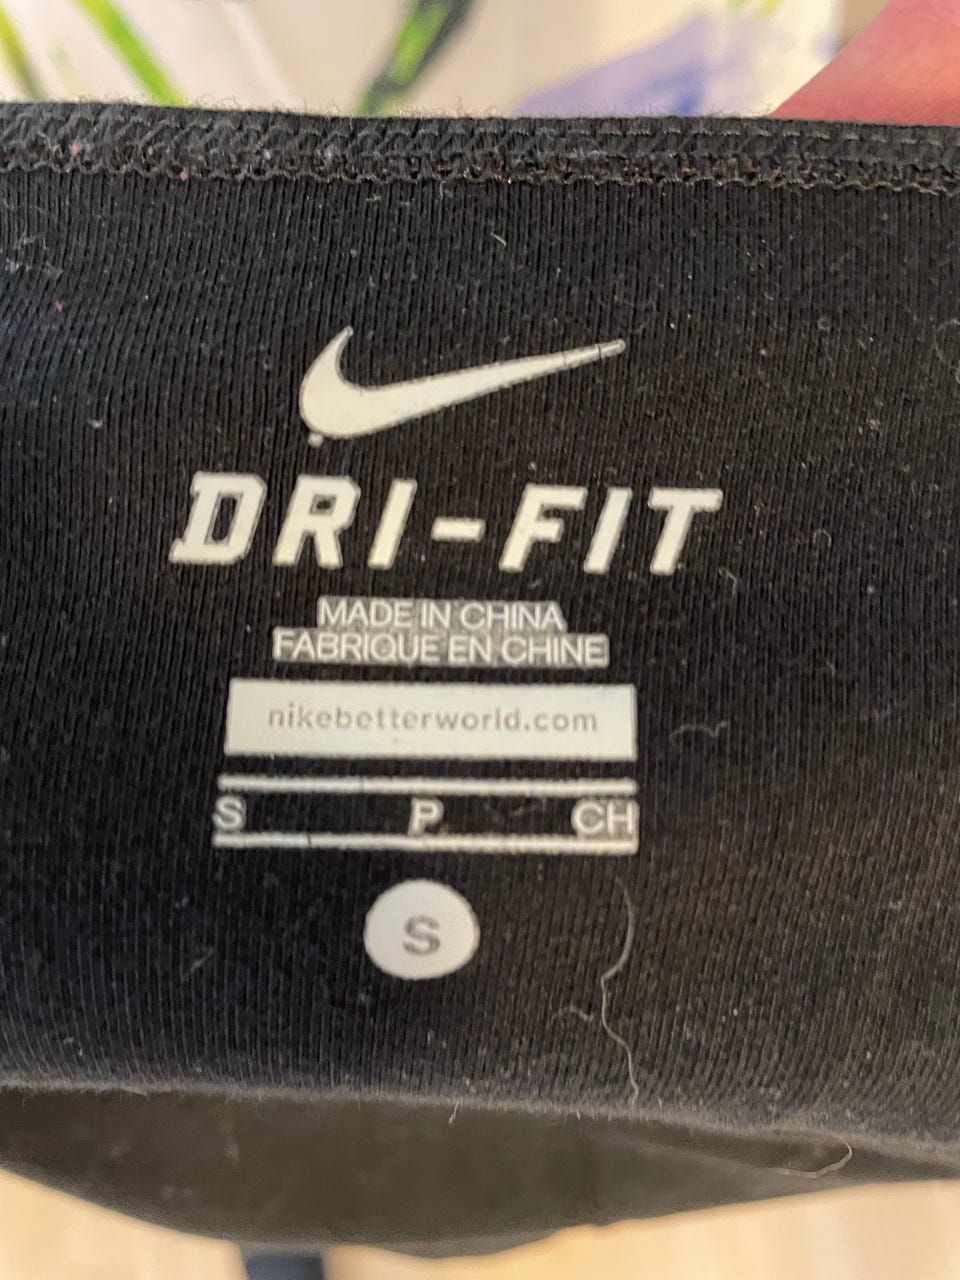 DRI-FIT
MADE IN CHINA
FABRIQUE EN CHINE
nikebetterworld.com
S P CH
S